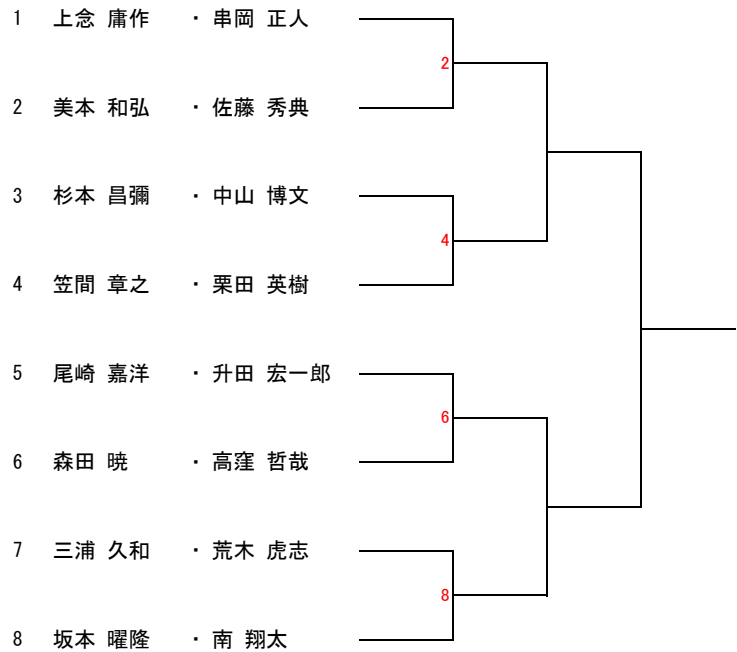 1 上念 庸作 ・ 串岡 正人
2
2 美本 和弘 ・ 佐藤 秀典
3 杉本 昌彌 ・ 中山 博文
4
4 笠間 章之 ・ 栗田 英樹
5 尾崎 嘉洋 ・ 升田 宏一郎
6
6 森田 暁 ・ 高窪 哲哉
7 三浦 久和 ・ 荒木 虎志
8
8 坂本 曜隆 ・ 南 翔太